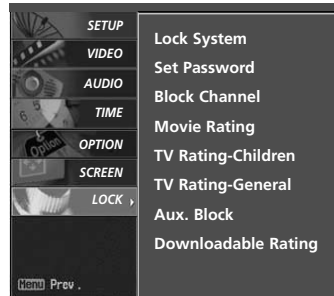 SETUP
VIDEO
AUDIO
TIME
OPTION
SCREEN
LOCK
Menu Prev.
Lock System
Set Password
Block Channel
Movie Rating
TV Rating-Children
TV Rating-General
Aux. Block
Downloadable Rating
Option